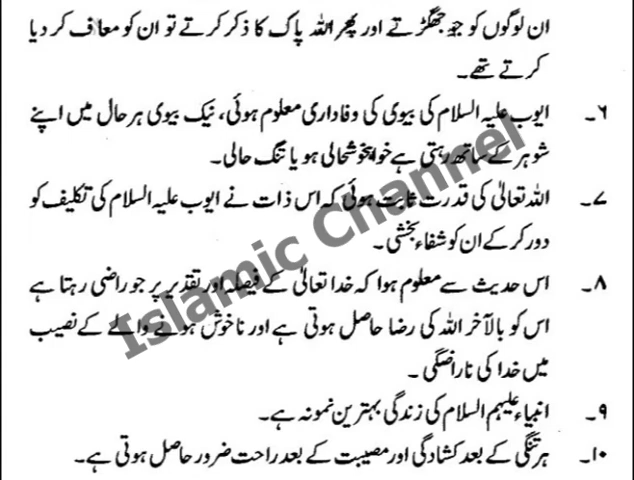 ان لوگوں کو جو جھگڑتے اور پھر اللہ پاک کا ذکر کرتے تو ان کو معاف کر دیا
کرتے تھے۔
۶۔ ایوب علیہ السلام کی بیوی کی وفاداری معلوم ہوئی، نیک بیوی ہر حال میں اپنے
شوہر کے ساتھ رہتی ہے خواہ خوشحالی ہو یا تنگ حالی۔
۷۔ اللہ تعالیٰ کی قدرت ثابت ہوئی کہ اس ذات نے ایوب علیہ السلام کی تکلیف کو
دور کر کے ان کو شفاء بخشی۔
۸۔ اس حدیث سے معلوم ہوا کہ خدا تعالیٰ کے فیصلہ اور تقدیر پر جو راضی رہتا ہے
اس کو بالآخر اللہ کی رضا حاصل ہوتی ہے اور ناخوش ہونے والے کے نصیب
میں خدا کی ناراضگی۔
۹۔ انبیاء علیہم السلام کی زندگی بہترین نمونہ ہے۔
۱۰۔ ہر تنگی کے بعد کشادگی اور مصیبت کے بعد راحت ضرور حاصل ہوتی ہے۔
Islamic Channel